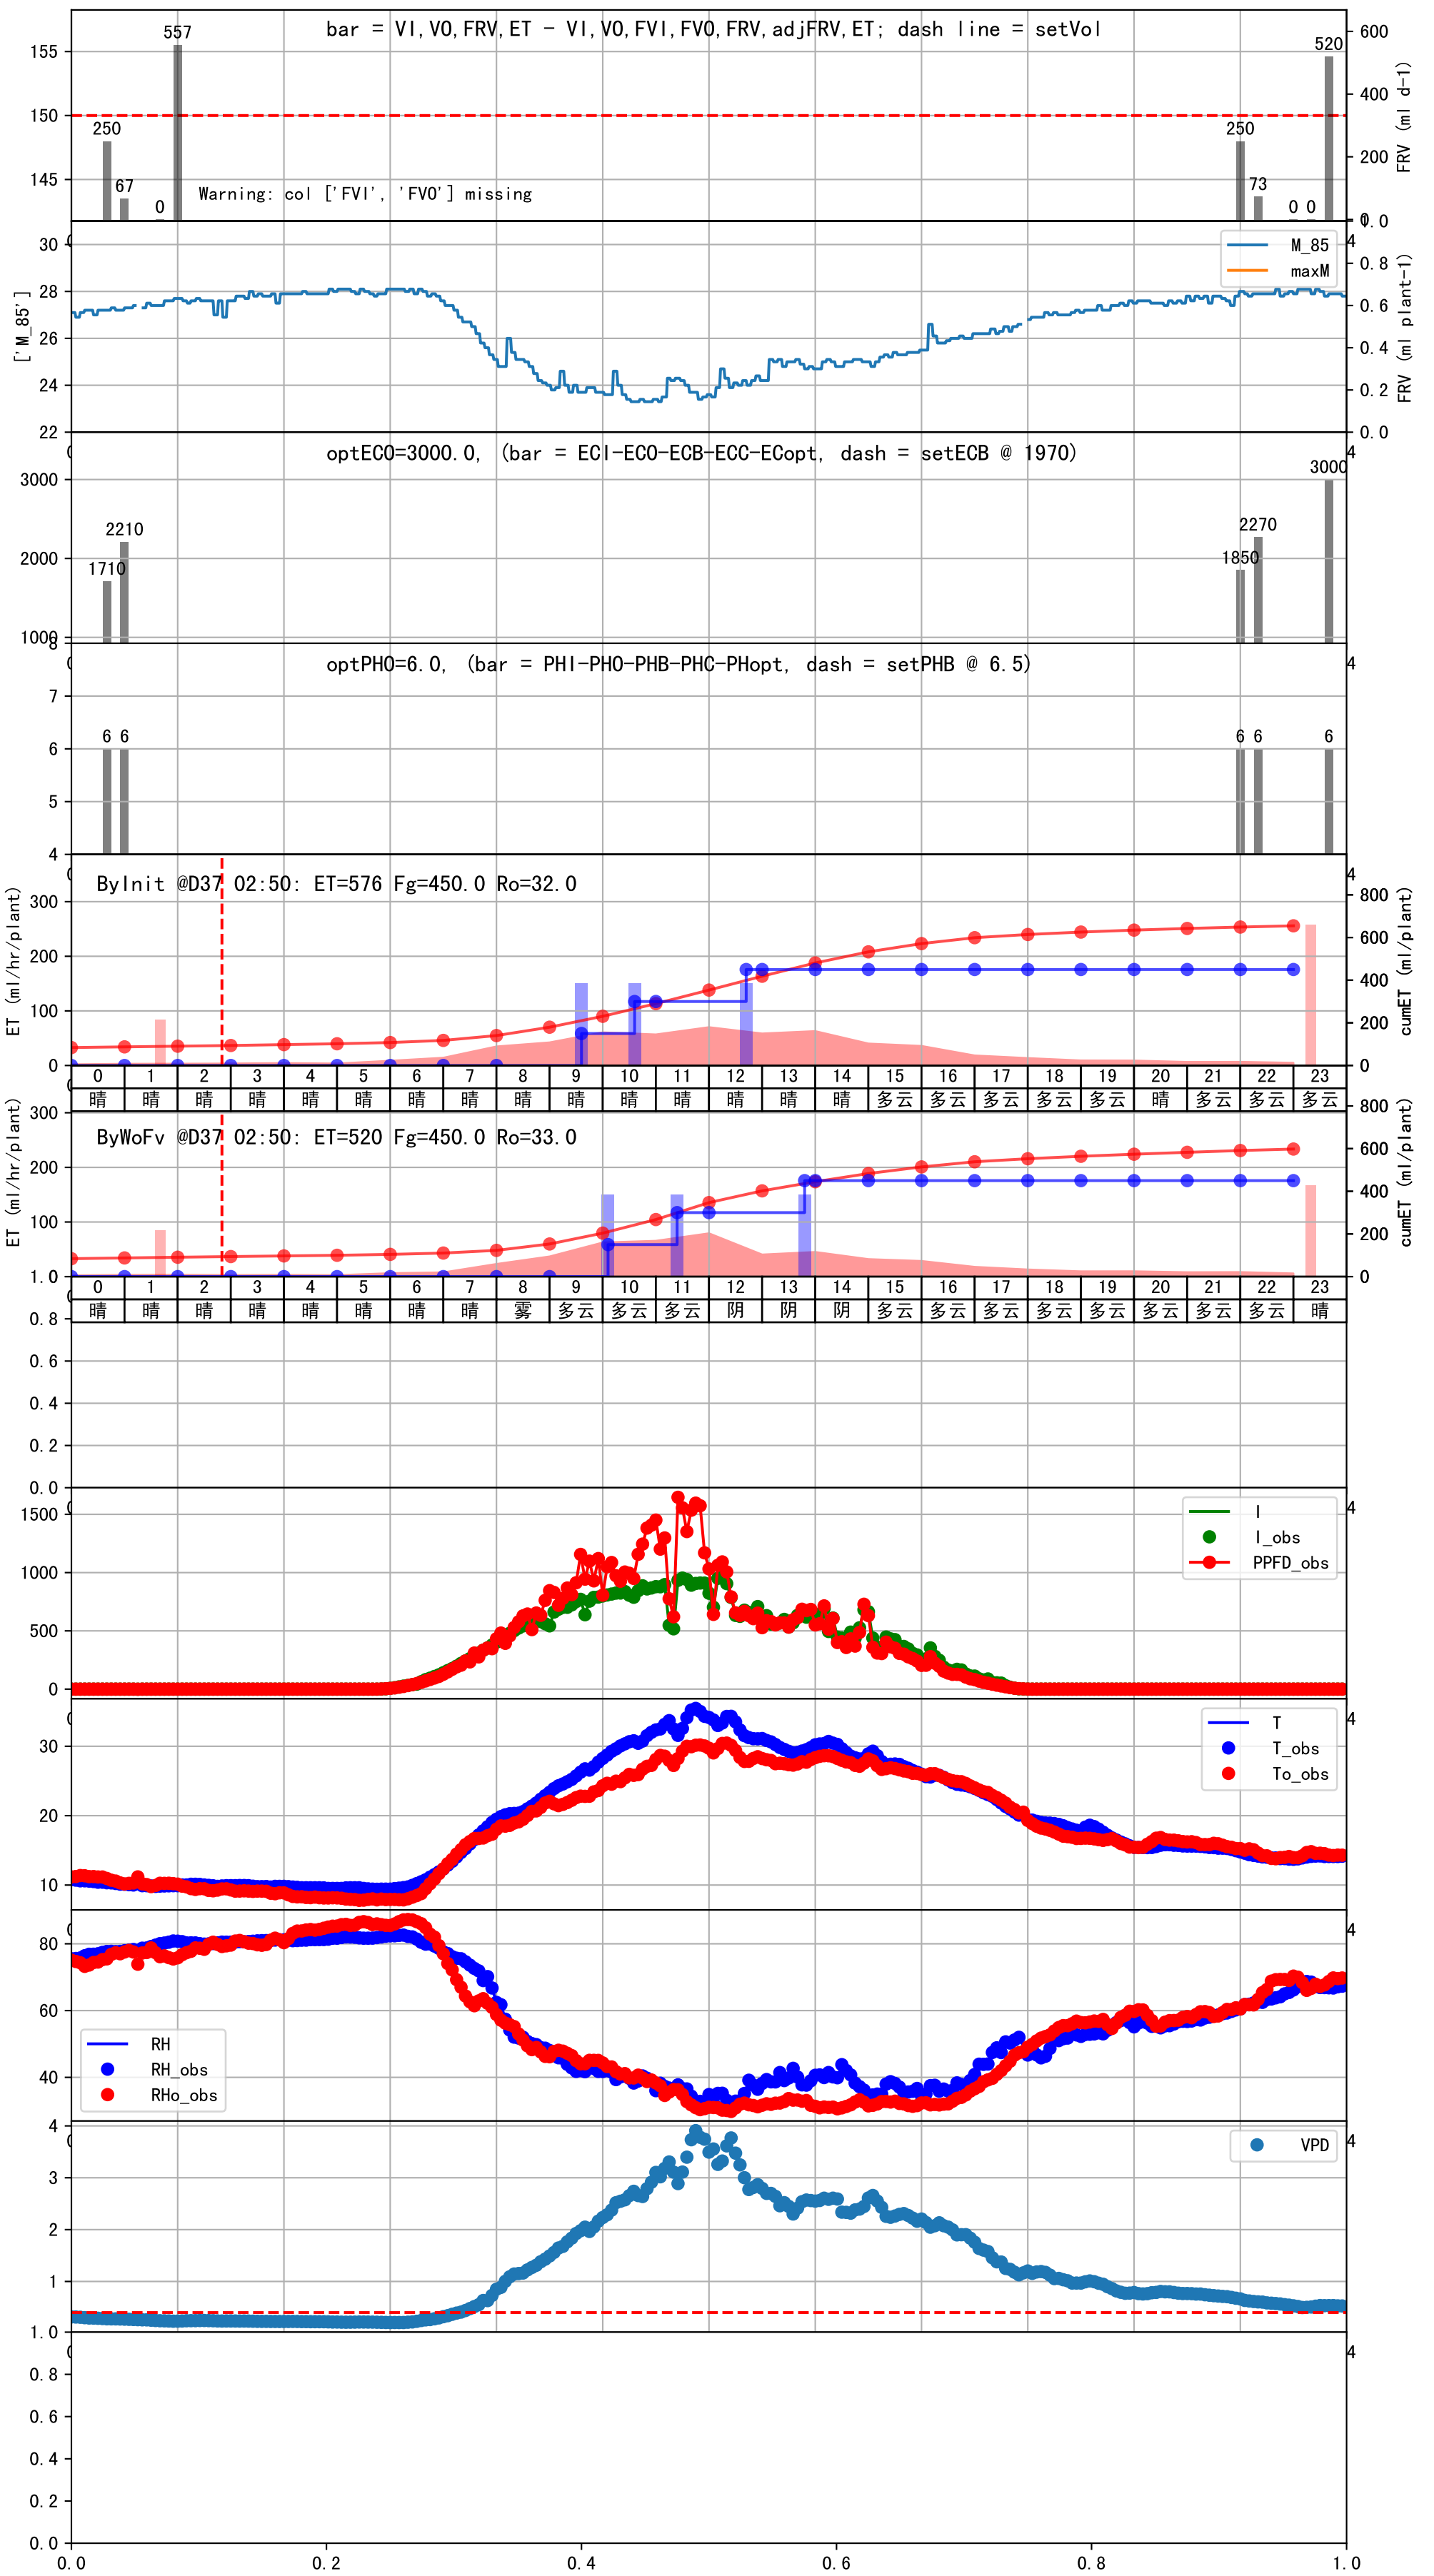 bar = VI,VO,FRV,ET - VI,VO,FVI,FVO,FRV,adjFRV,ET; dash line = setVol
155
150
145
600
400
200
0
FRV (ml d-1)
250
67
0
557
250
73
0
0
520
Warning: col ['FVI', 'FVO'] missing
1.0
0.8
0.6
0.4
0.2
0.0
FRV (ml plant-1)
30
28
26
24
22
['M_85']
M_85
maxM
optECO=3000.0, (bar = ECI-ECO-ECB-ECC-ECopt, dash = setECB @ 1970)
3000
2000
1000
1710
2210
1850
2270
3000
optPHO=6.0, (bar = PHI-PHO-PHB-PHC-PHopt, dash = setPHB @ 6.5)
8
7
6
5
4
6 6
6 6
6
ByInit @D37 02:50: ET=576 Fg=450.0 Ro=32.0
300
200
100
0
ET (ml/hr/plant)
800
600
400
200
0
cumET (ml/plant)
0 1 2 3 4 5 6 7 8 9 10 11 12 13 14 15 16 17 18 19 20 21 22 23
晴 晴 晴 晴 晴 晴 晴 晴 晴 晴 晴 晴 晴 晴 晴 多云 多云 多云 多云 多云 晴 多云 多云 多云
ByWoFv @D37 02:50: ET=520 Fg=450.0 Ro=33.0
300
200
100
ET (ml/hr/plant)
800
600
400
200
0
cumET (ml/plant)
0 1 2 3 4 5 6 7 8 9 10 11 12 13 14 15 16 17 18 19 20 21 22 23
晴 晴 晴 晴 晴 晴 晴 晴 雾 多云 多云 多云 阴 阴 阴 多云 多云 多云 多云 多云 多云 多云 多云 晴
1.0
0.8
0.6
0.4
0.2
0.0
1500
1000
500
0
I
I_obs
PPFD_obs
30
20
10
T
T_obs
To_obs
80
60
40
RH
RH_obs
RHo_obs
4
3
2
1
VPD
1.0
0.8
0.6
0.4
0.2
0.0
0.0 0.2 0.4 0.6 0.8 1.0